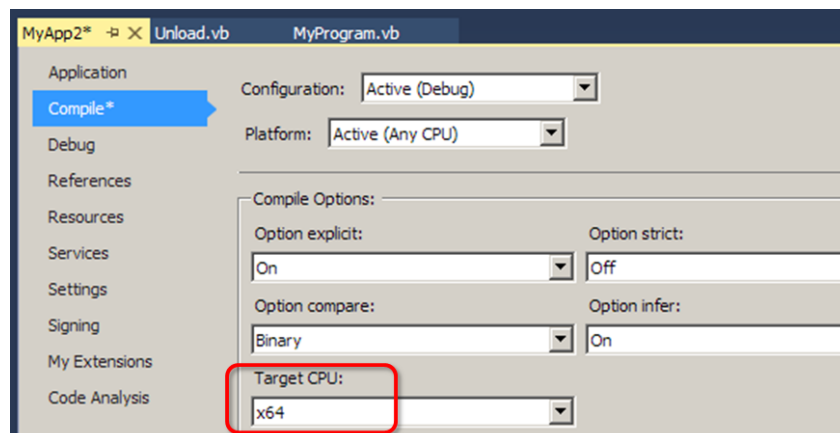 MyApp2* Unload.vb MyProgram.vb
Application
Compile*
Debug
References
Resources
Services
Settings
Signing
My Extensions
Code Analysis
Configuration: Active (Debug)
Platform: Active (Any CPU)
Compile Options:
Option explicit: Option strict:
On Off
Option compare: Option infer:
Binary On
Target CPU:
x64